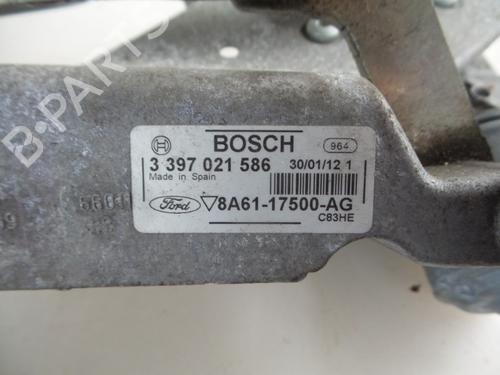 BOSCH 964
3 397 021 586 30/01/12 1
Made in Spain
Ford 8A61-17500-AG
C83HE
B-Parts